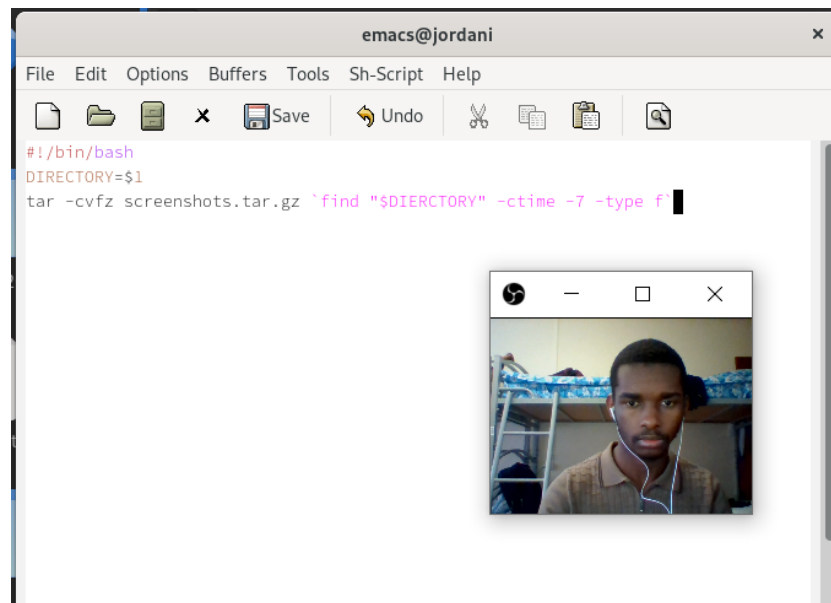 emacs@jordani
File Edit Options Buffers Tools Sh-Script Help
Save Undo
#!/bin/bash
DIRECTORY=$1
tar -cvfz screenshots.tar.gz `find "$DIERCTORY" -ctime -7 -type f`